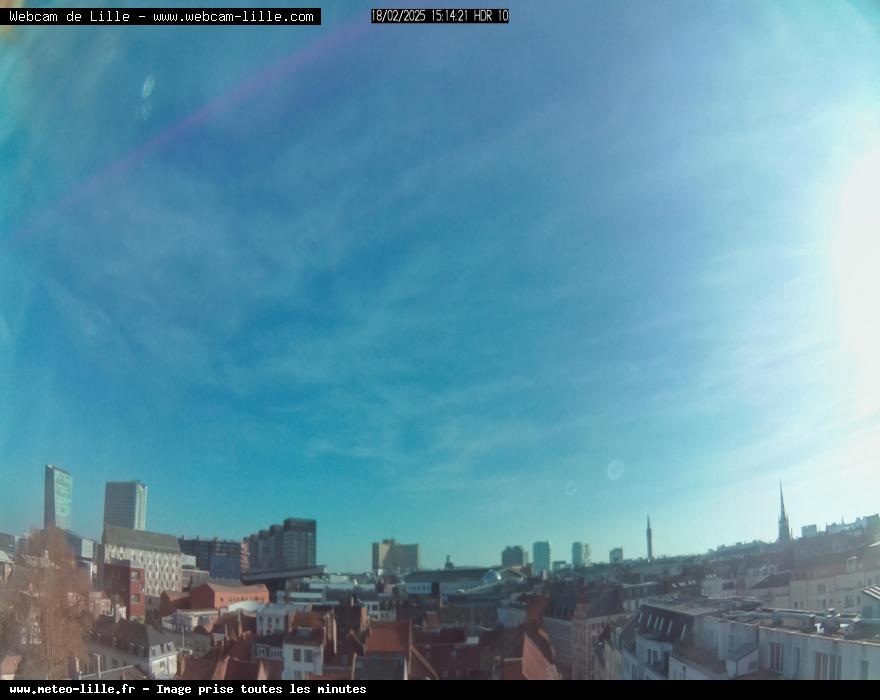 Webcam de Lille - www.webcam-lille.com
18/02/2025 15:14:21 HDR 10
www.meteo-lille.fr - Image prise toutes les minutes